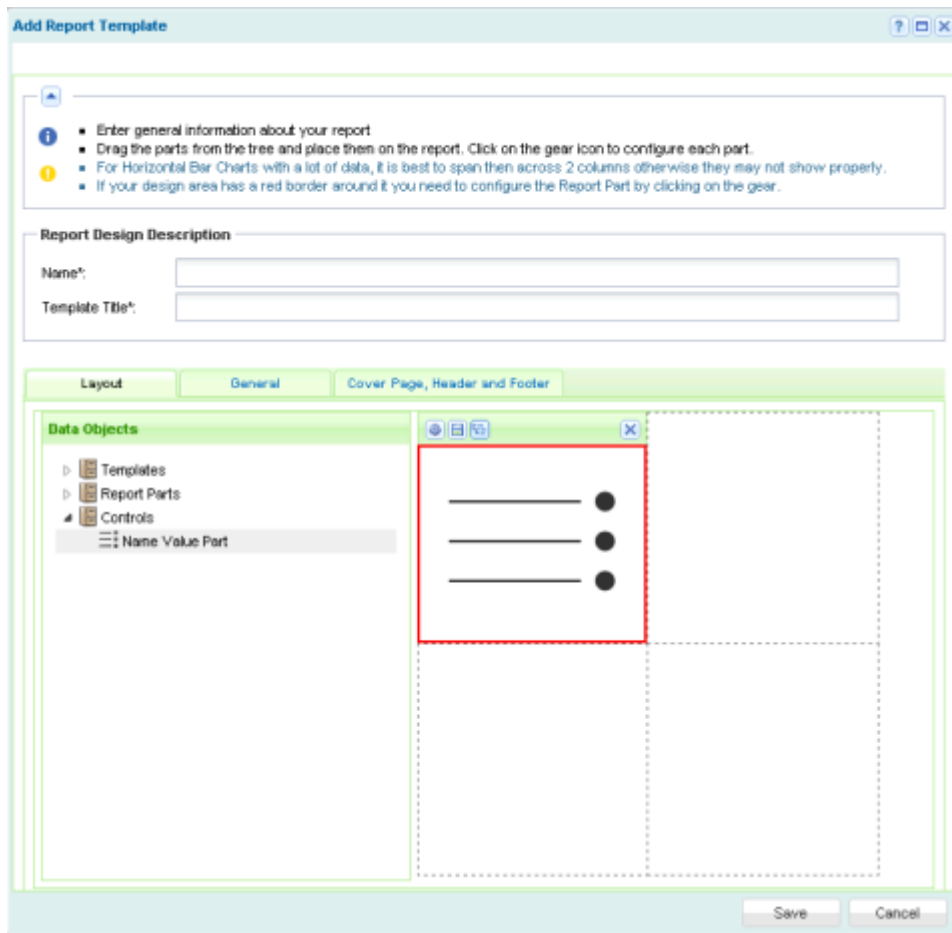 Add Report Template
Enter general information about your report
Drag the parts from the tree and place them on the report. Click on the gear icon to configure each part.
For Horizontal Bar Charts with a lot of data, it is best to span then across 2 columns otherwise they may not show properly.
If your design area has a red border around it you need to configure the Report Part by clicking on the gear.
Report Design Description
Name*:
Template Title*:
Layout General Cover Page, Header and Footer
Data Objects
Templates
Report Parts
Controls
Name Value Part
Save Cancel